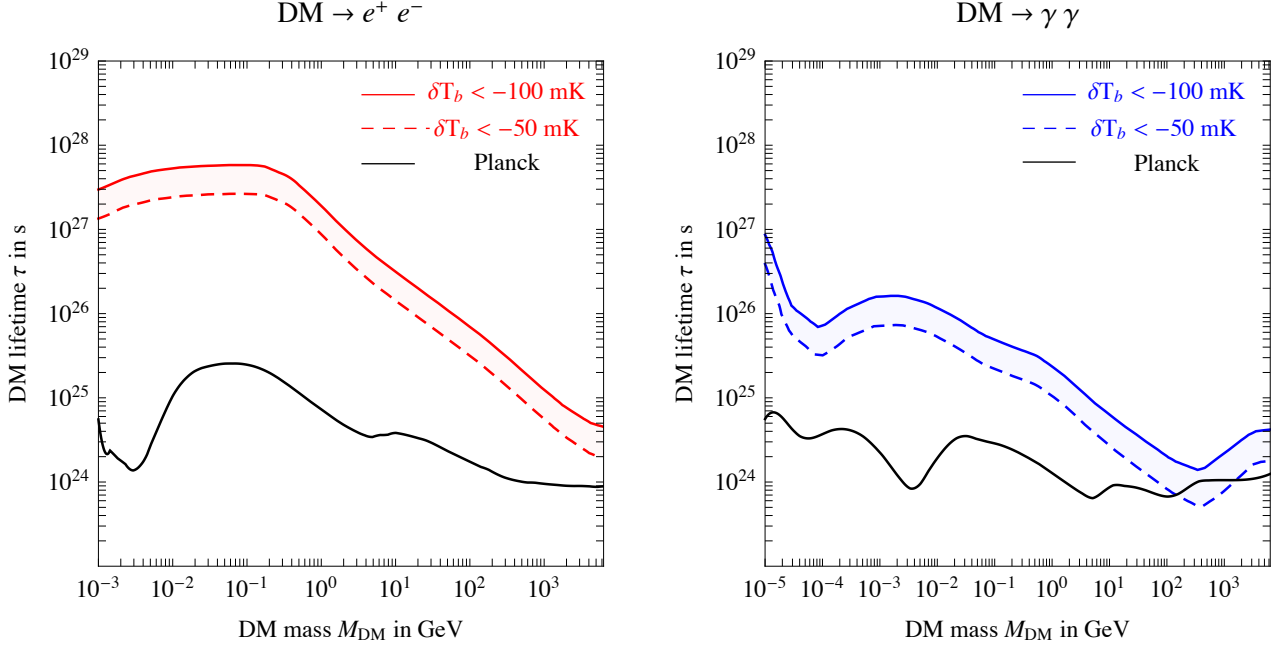 DM → e⁺ e⁻
10²⁹
10²⁸
10²⁷
10²⁶
10²⁵
10²⁴
DM lifetime τ in s
δT_b < −100 mK
δT_b < −50 mK
Planck
10⁻³ 10⁻² 10⁻¹ 10⁰ 10¹ 10² 10³
DM mass M_DM in GeV
DM → γ γ
10²⁹
10²⁸
10²⁷
10²⁶
10²⁵
10²⁴
DM lifetime τ in s
δT_b < −100 mK
δT_b < −50 mK
Planck
10⁻⁵ 10⁻⁴ 10⁻³ 10⁻² 10⁻¹ 10⁰ 10¹ 10² 10³
DM mass M_DM in GeV